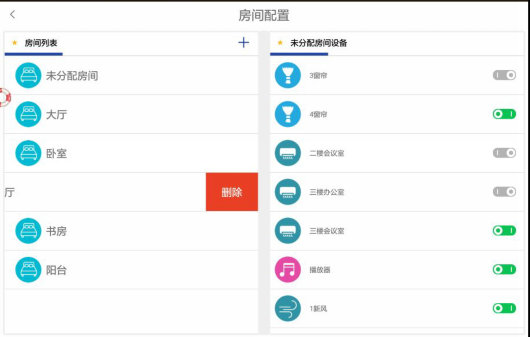 房间配置
房间列表
+
未分配房间
大厅
卧室
厅
删除
书房
阳台
未分配房间设备
3窗帘
4窗帘
二楼会议室
三楼办公室
三楼会议室
播放器
1新风